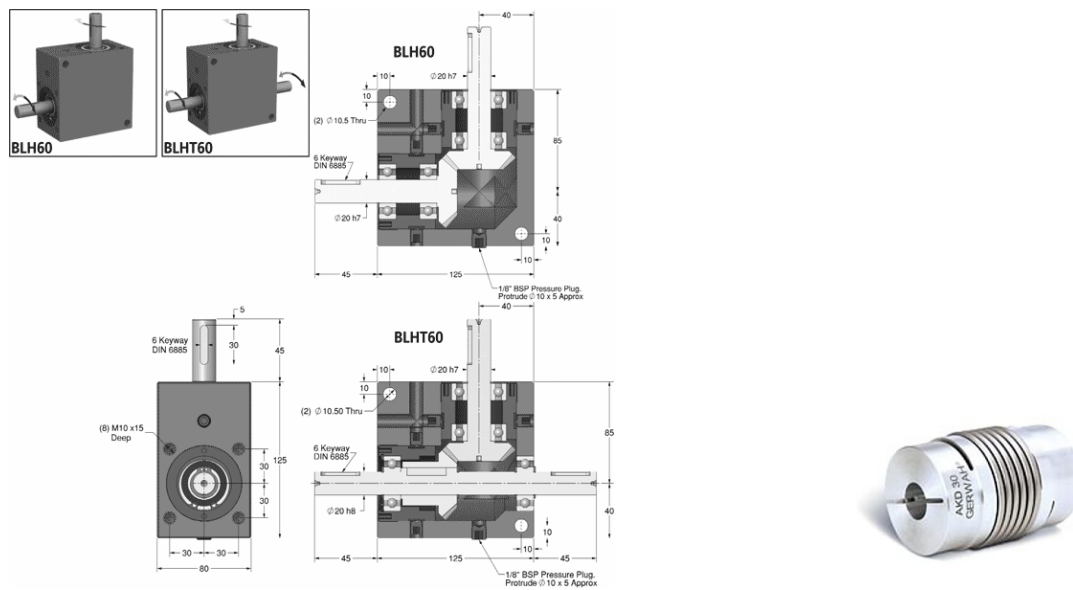 BLH60
BLHT60
BLH60
40
Ø20 h7
10
10
(2) Ø 10.5 Thru
85
6 Keyway
DIN 6885
Ø20 h7
40
10
10
45
125
1/8" BSP Pressure Plug.
Protrude Ø 10 x 5 Approx
BLHT60
40
5
6 Keyway
DIN 6885
30
45
Ø20 h7
10
10
(2) Ø 10.50 Thru
85
(8) M10 x15
Deep
125
30
30
6 Keyway
DIN 6885
Ø20 h8
40
10
10
30
30
80
45
125
45
1/8" BSP Pressure Plug.
Protrude Ø 10 x 5 Approx
AKD 30
GERWAH